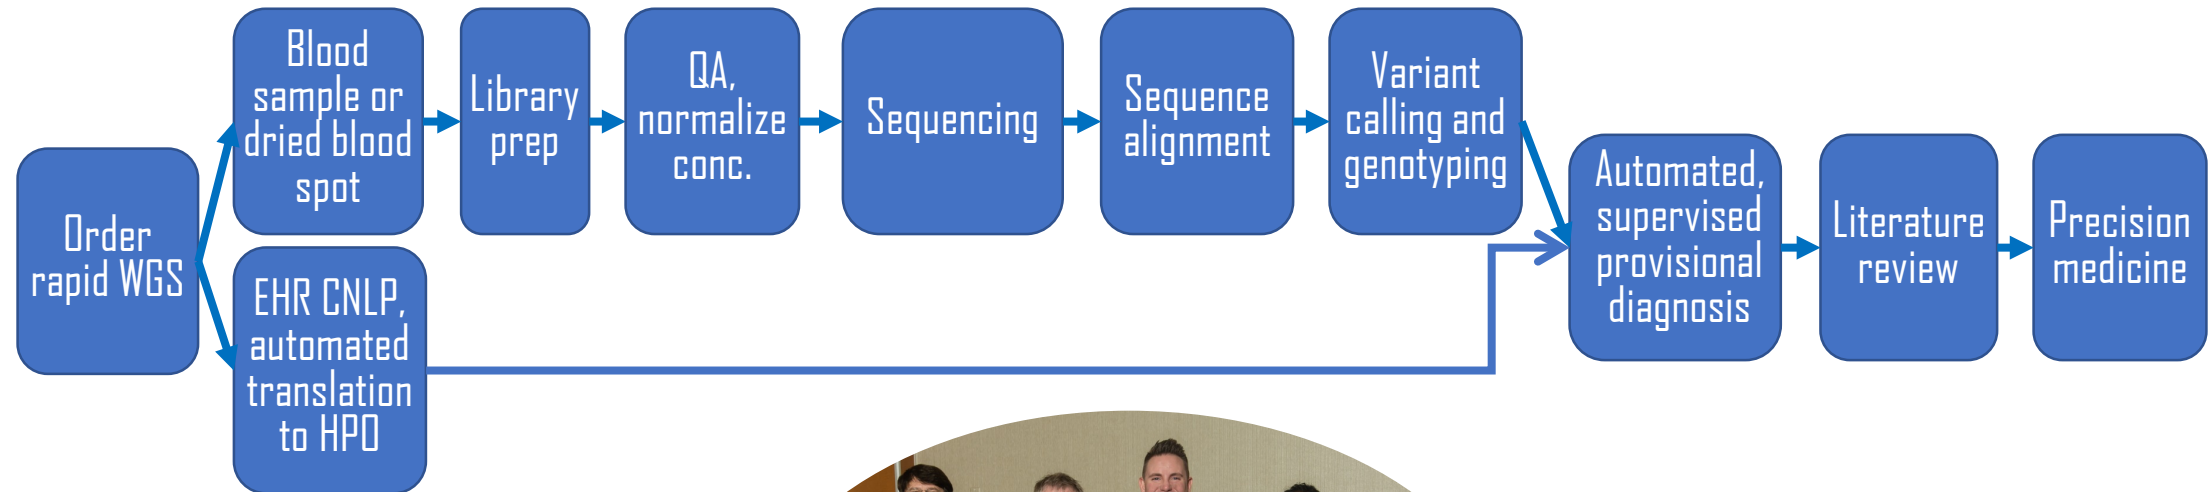 Order
rapid WGS
Blood
sample or
dried blood
spot
Library
prep
QA,
normalize
conc.
Sequencing
Sequence
alignment
Variant
calling and
genotyping
EHR CNLP,
automated
translation
to HPO
Automated,
supervised
provisional
diagnosis
Literature
review
Precision
medicine